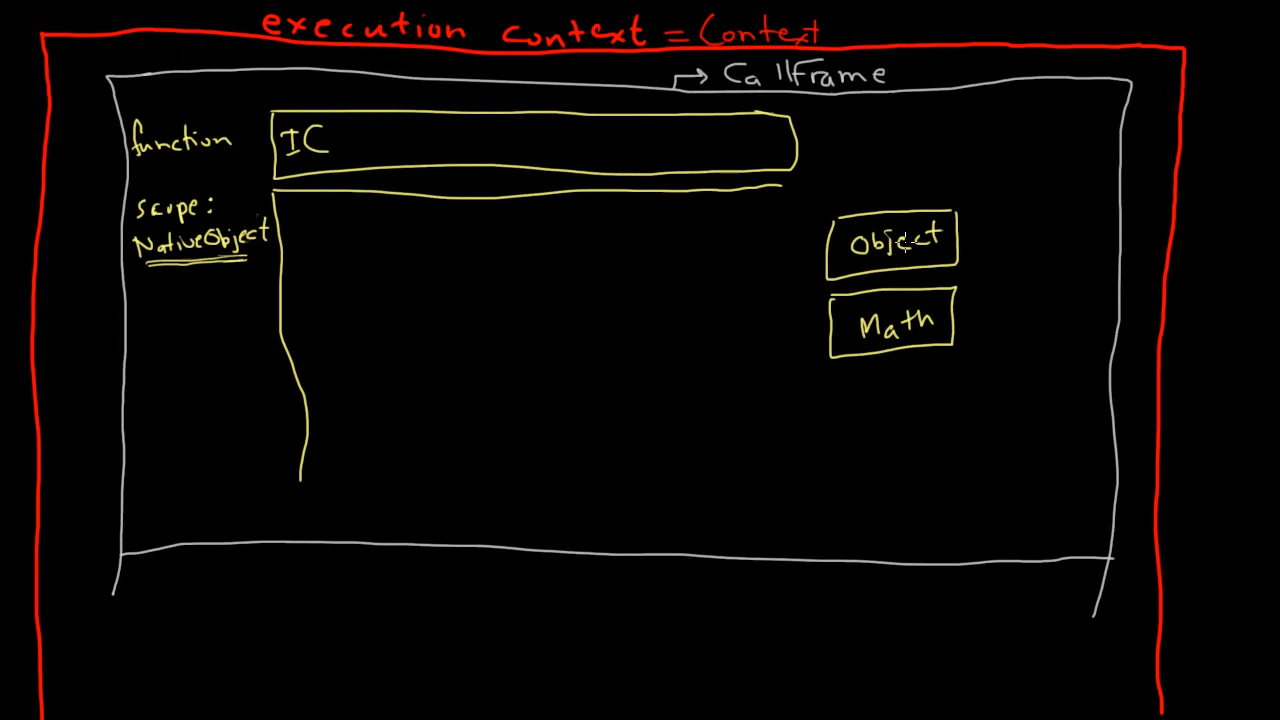 execution context = Context
CallFrame
function
IC
scope:
NativeObject
Object
Math